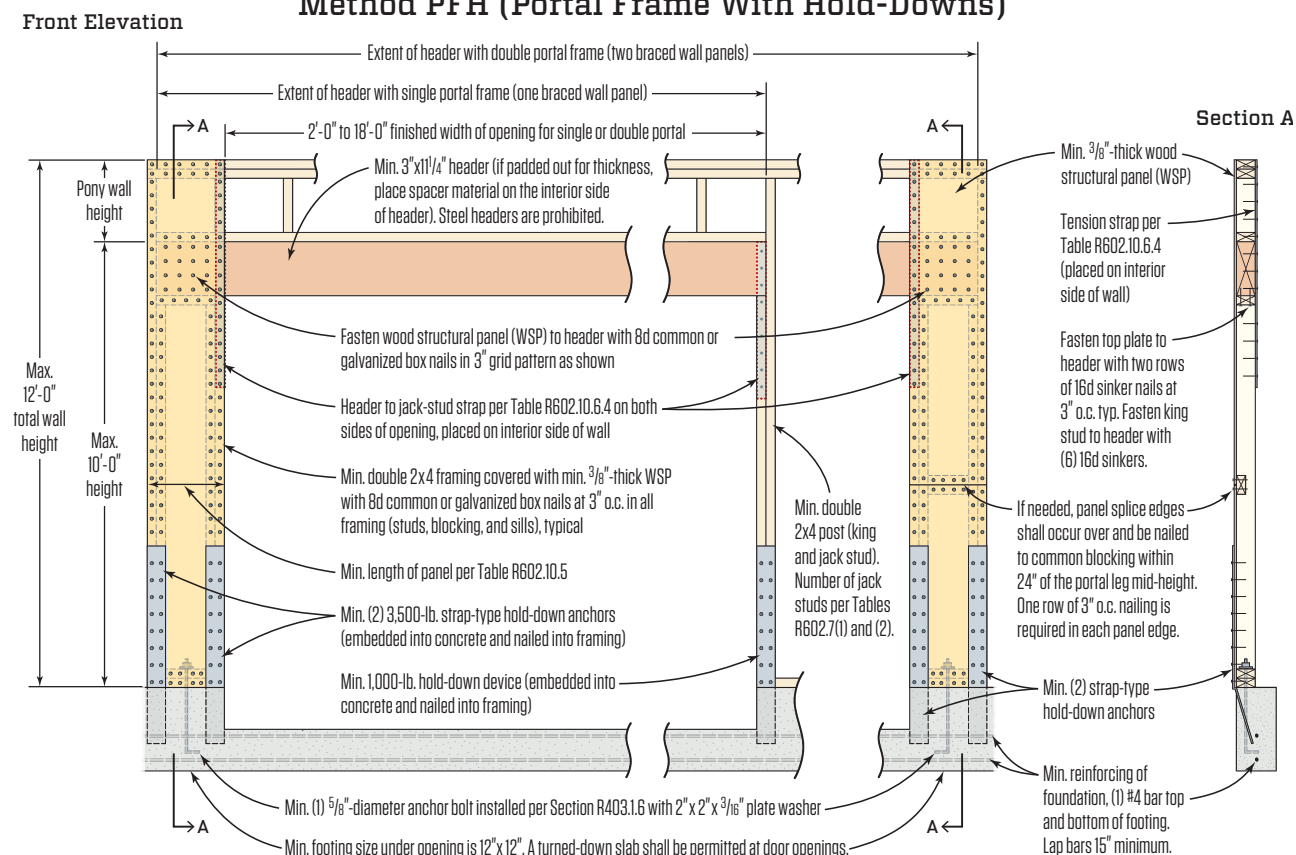 Method PFH (Portal Frame With Hold-Downs)
Front Elevation
Extent of header with double portal frame (two braced wall panels)
Extent of header with single portal frame (one braced wall panel)
A
2'-0" to 18'-0" finished width of opening for single or double portal
A
Section A
Pony wall
height
Min. 3"x11 1/4" header (if padded out for thickness,
place spacer material on the interior side
of header). Steel headers are prohibited.
Min. 3/8"-thick wood
structural panel (WSP)
Tension strap per
Table R602.10.6.4
(placed on interior
side of wall)
Fasten wood structural panel (WSP) to header with 8d common or
galvanized box nails in 3" grid pattern as shown
Fasten top plate to
header with two rows
of 16d sinker nails at
3" o.c. typ. Fasten king
stud to header with
(6) 16d sinkers.
Max.
12'-0"
total wall
height
Max.
10'-0"
height
Header to jack-stud strap per Table R602.10.6.4 on both
sides of opening, placed on interior side of wall
Min. double 2x4 framing covered with min. 3/8"-thick WSP
with 8d common or galvanized box nails at 3" o.c. in all
framing (studs, blocking, and sills), typical
Min. double
2x4 post (king
and jack stud).
Number of jack
studs per Tables
R602.7(1) and (2).
If needed, panel splice edges
shall occur over and be nailed
to common blocking within
24" of the portal leg mid-height.
One row of 3" o.c. nailing is
required in each panel edge.
Min. length of panel per Table R602.10.5
Min. (2) 3,500-lb. strap-type hold-down anchors
(embedded into concrete and nailed into framing)
Min. 1,000-lb. hold-down device (embedded into
concrete and nailed into framing)
Min. (2) strap-type
hold-down anchors
Min. reinforcing of
foundation, (1) #4 bar top
and bottom of footing.
Lap bars 15" minimum.
Min. (1) 5/8"-diameter anchor bolt installed per Section R403.1.6 with 2"x 2"x 3/16" plate washer
A
A
Min. footing size under opening is 12"x 12". A turned-down slab shall be permitted at door openings.